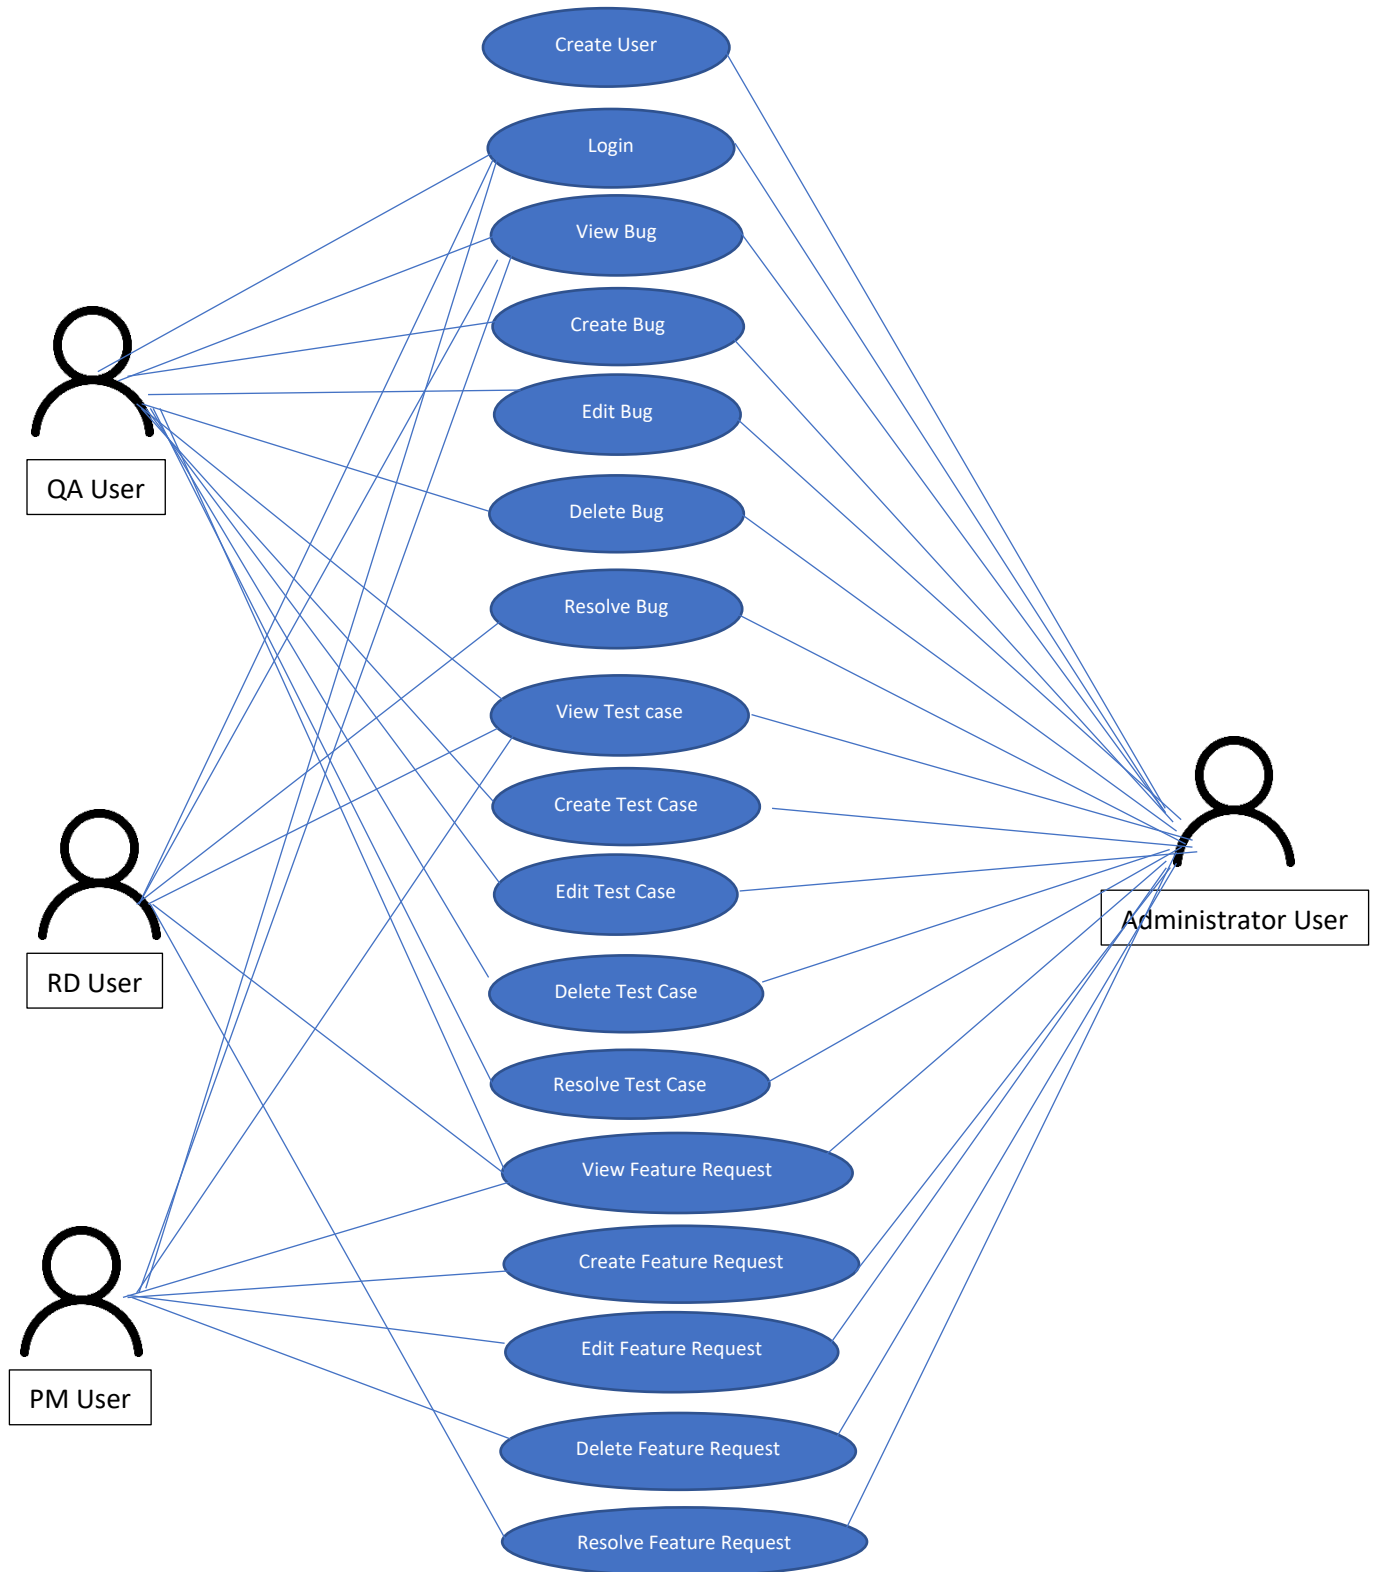 Create User
Login
View Bug
Create Bug
Edit Bug
QA User
Delete Bug
Resolve Bug
View Test case
Create Test Case
Edit Test Case
Administrator User
RD User
Delete Test Case
Resolve Test Case
View Feature Request
Create Feature Request
Edit Feature Request
PM User
Delete Feature Request
Resolve Feature Request